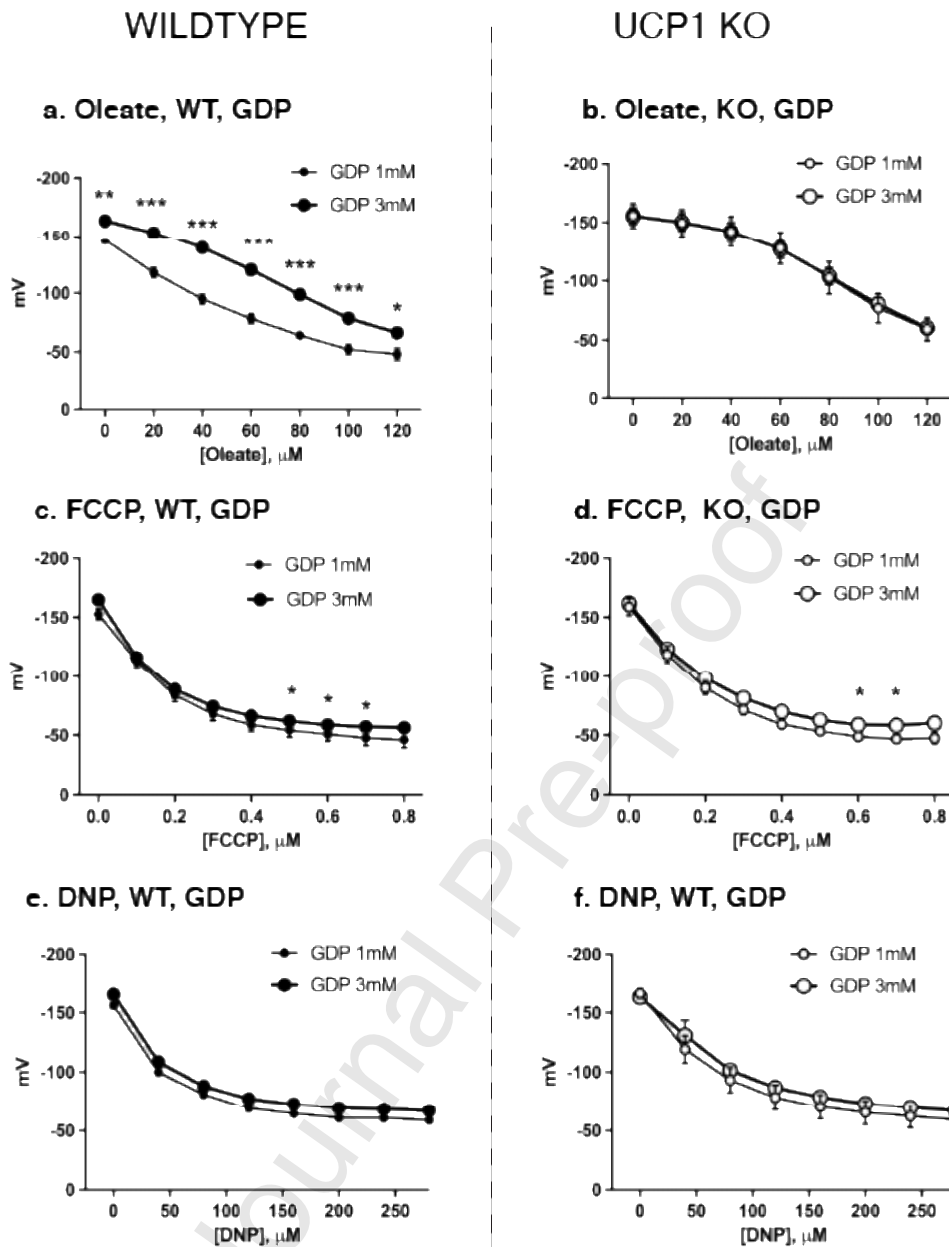 WILDTYPE
UCP1 KO
a. Oleate, WT, GDP
b. Oleate, KO, GDP
-200
-150
-100
-50
0
mV
GDP 1mM
GDP 3mM
** *** *** *** *** *** *
0 20 40 60 80 100 120
[Oleate], μM
-200
-150
-100
-50
0
mV
GDP 1mM
GDP 3mM
0 20 40 60 80 100 120
[Oleate], μM
c. FCCP, WT, GDP
d. FCCP, KO, GDP
-200
-150
-100
-50
0
mV
GDP 1mM
GDP 3mM
* * *
0.0 0.2 0.4 0.6 0.8
[FCCP], μM
-200
-150
-100
-50
0
mV
GDP 1mM
GDP 3mM
* *
0.0 0.2 0.4 0.6 0.8
[FCCP], μM
e. DNP, WT, GDP
f. DNP, WT, GDP
-200
-150
-100
-50
0
mV
GDP 1mM
GDP 3mM
0 50 100 150 200 250
[DNP], μM
-200
-150
-100
-50
0
mV
GDP 1mM
GDP 3mM
0 50 100 150 200 250
[DNP], μM
Journal Pre-proof